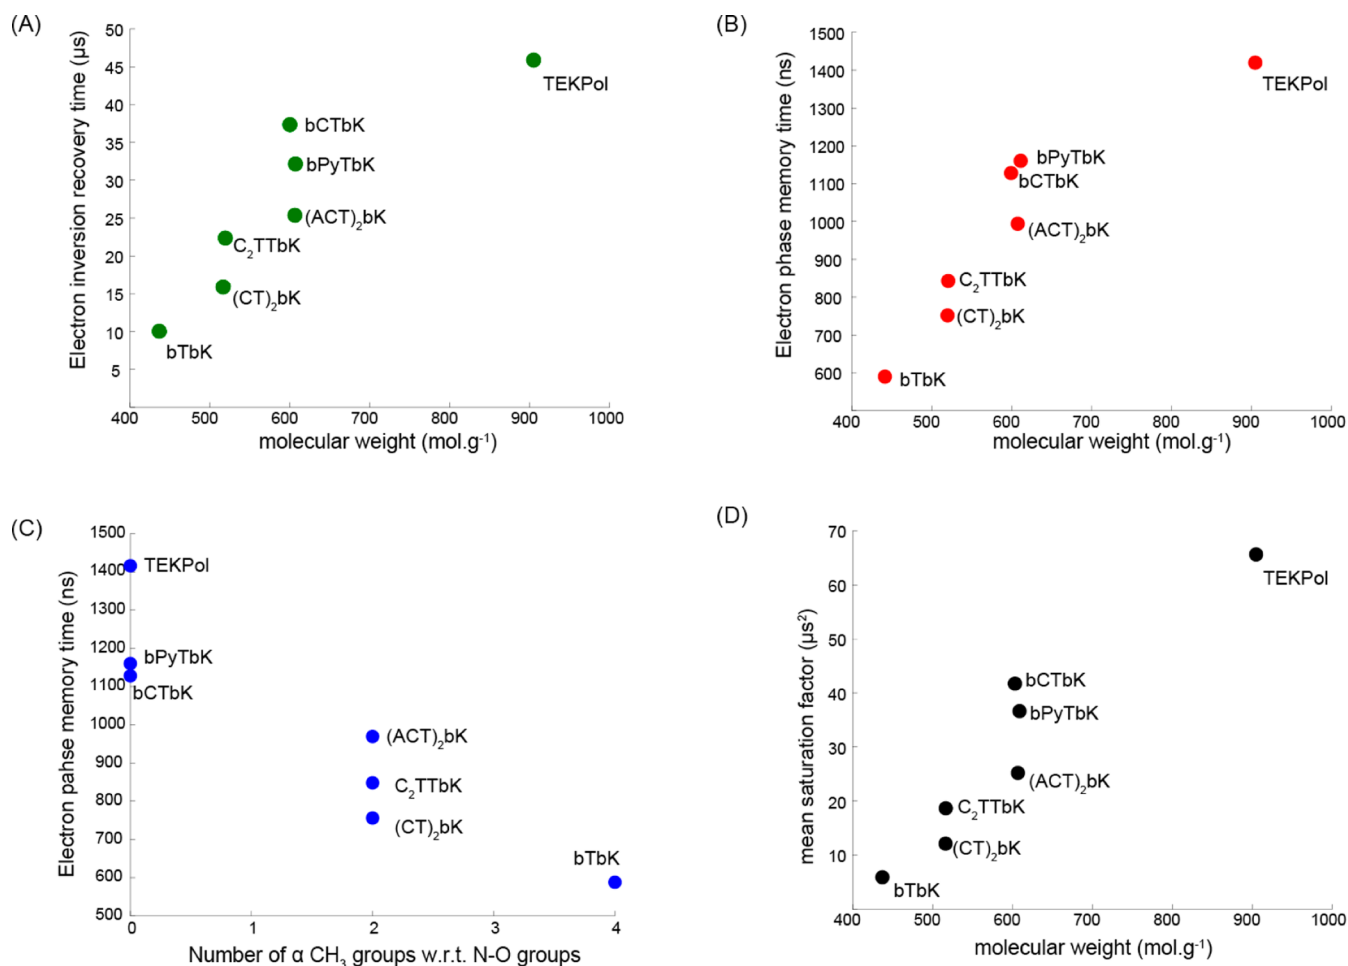 (A)
Electron inversion recovery time (µs)
50
45
40
35
30
25
20
15
10
5
TEKPol
bCTbK
bPyTbK
(ACT)₂bK
C₂TTbK
(CT)₂bK
bTbK
400 500 600 700 800 900 1000
molecular weight (mol.g⁻¹)
(B)
Electron phase memory time (ns)
1500
1400
1300
1200
1100
1000
900
800
700
600
TEKPol
bPyTbK
bCTbK
(ACT)₂bK
C₂TTbK
(CT)₂bK
bTbK
400 500 600 700 800 900 1000
molecular weight (mol.g⁻¹)
(C)
Electron pahse memory time (ns)
1500
1400
1300
1200
1100
1000
900
800
700
600
500
TEKPol
bPyTbK
bCTbK
(ACT)₂bK
C₂TTbK
(CT)₂bK
bTbK
0 1 2 3 4
Number of α CH₃ groups w.r.t. N-O groups
(D)
mean saturation factor (µs²)
70
60
50
40
30
20
10
TEKPol
bCTbK
bPyTbK
(ACT)₂bK
C₂TTbK
(CT)₂bK
bTbK
400 500 600 700 800 900 1000
molecular weight (mol.g⁻¹)